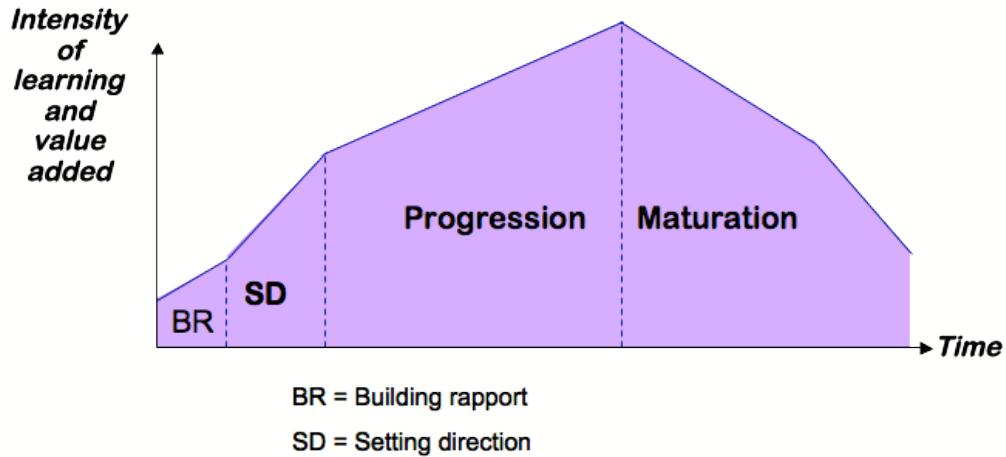 Intensity
of
learning
and
value
added
Progression
Maturation
SD
BR
Time
BR = Building rapport
SD = Setting direction